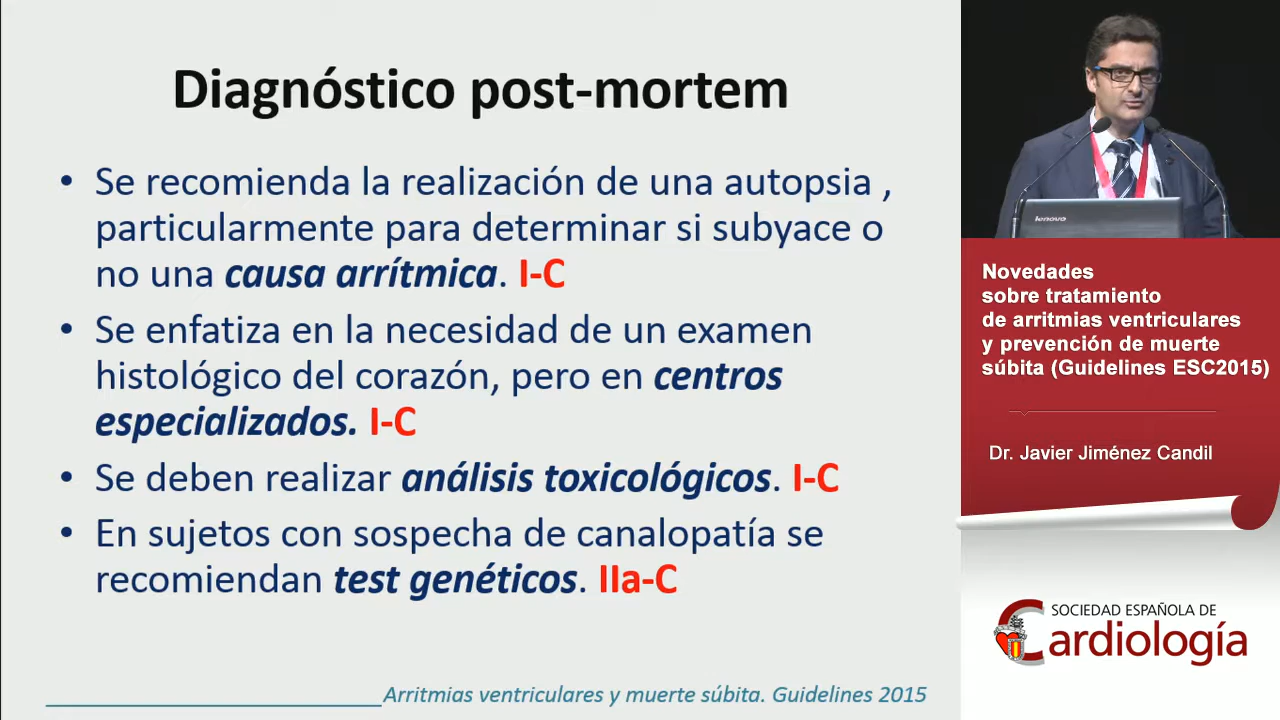 Diagnóstico post-mortem
• Se recomienda la realización de una autopsia ,
particularmente para determinar si subyace o
no una causa arrítmica. I-C
• Se enfatiza en la necesidad de un examen
histológico del corazón, pero en centros
especializados. I-C
• Se deben realizar análisis toxicológicos. I-C
• En sujetos con sospecha de canalopatía se
recomiendan test genéticos. IIa-C
Arritmias ventriculares y muerte súbita. Guidelines 2015
lenovo
Novedades
sobre tratamiento
de arritmias ventriculares
y prevención de muerte
súbita (Guidelines ESC2015)
Dr. Javier Jiménez Candil
SOCIEDAD ESPAÑOLA DE
Cardiología